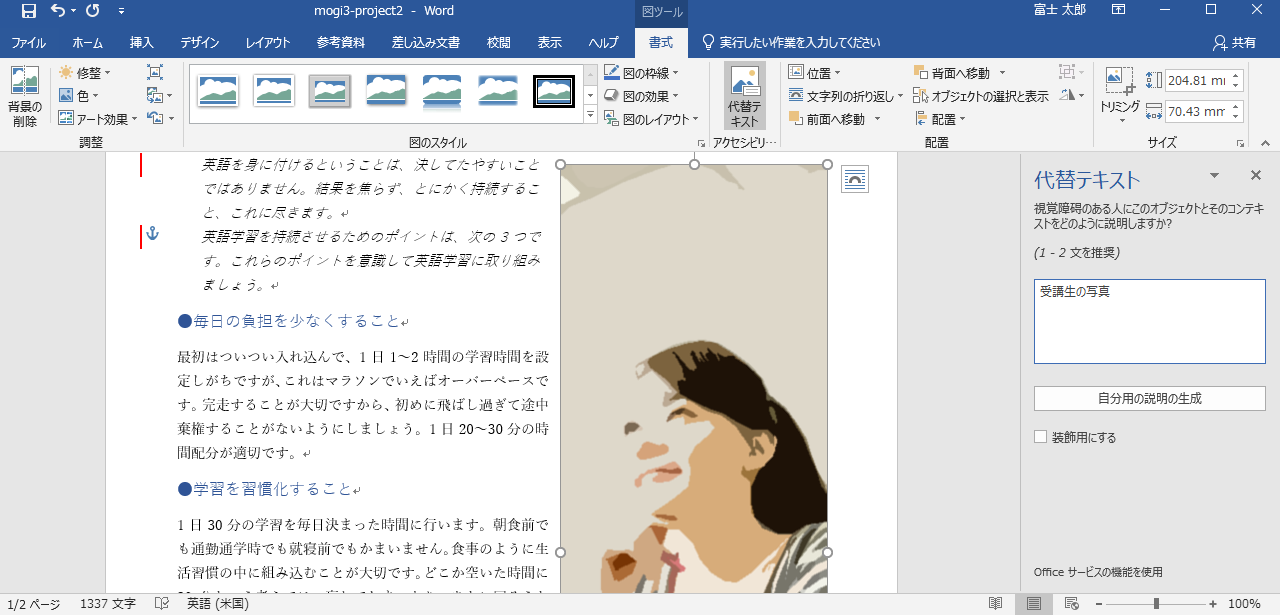 mogi3-project2 - Word
図ツール
富士 太郎
ファイル ホーム 挿入 デザイン レイアウト 参考資料 差し込み文書 校閲 表示 ヘルプ 書式 実行したい作業を入力してください 共有
背景の
削除
修整
色
アート効果
調整
図のスタイル
図の枠線
図の効果
図のレイアウト
代替テ
キスト
アクセシビリ…
位置
文字列の折り返し
前面へ移動
背面へ移動
オブジェクトの選択と表示
配置
配置
トリミング
204.81 mm
70.43 mm
サイズ
英語を身に付けるということは、決してたやすいこと
ではありません。結果を焦らず、とにかく持続するこ
と、これに尽きます。
英語学習を持続させるためのポイントは、次の 3 つで
す。これらのポイントを意識して英語学習に取り組み
ましょう。
●毎日の負担を少なくすること
最初はついつい入れ込んで、1 日 1～2 時間の学習時間を設
定しがちですが、これはマラソンでいえばオーバーペースで
す。完走することが大切ですから、初めに飛ばし過ぎて途中
棄権することがないようにしましょう。1 日 20～30 分の時
間配分が適切です。
●学習を習慣化すること
1 日 30 分の学習を毎日決まった時間に行います。朝食前で
も通勤通学時でも就寝前でもかまいません。食事のように生
活習慣の中に組み込むことが大切です。どこか空いた時間に
代替テキスト
視覚障碍のある人にこのオブジェクトとそのコンテキ
ストをどのように説明しますか?
(1 - 2 文を推奨)
受講生の写真
自分用の説明の生成
装飾用にする
Office サービスの機能を使用
1/2 ページ 1337 文字 英語 (米国) 100%